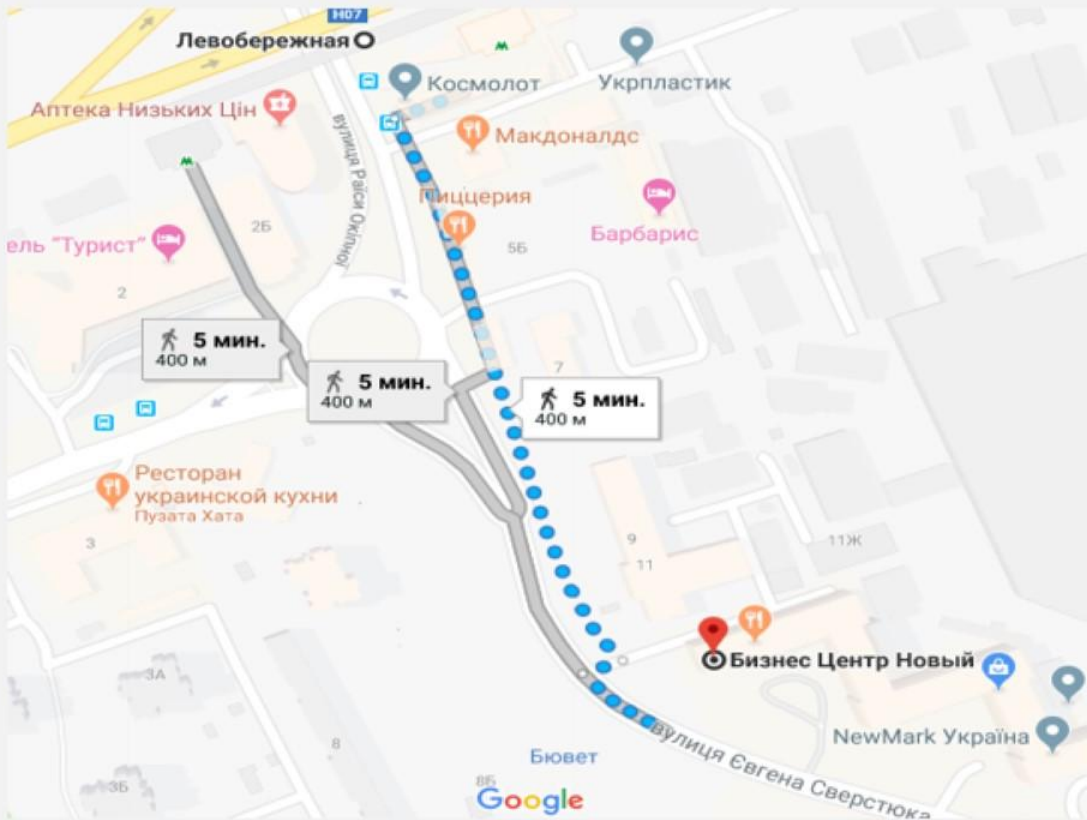 Н07
Левобережная
Космолот
Укрпластик
Аптека Низьких Цін
Макдоналдс
вулиця Раїси Окіпної
Пиццерия
2Б
5Б
Барбарис
ель "Турист"
2
5 мин.
400 м
5 мин.
400 м
7
5 мин.
400 м
Ресторан
украинской кухни
Пузата Хата
3
9
11
11Ж
Бизнес Центр Новый
3А
NewMark Україна
8
Бювет
3Б
8Б
Google
вулиця Євгена Сверстюка